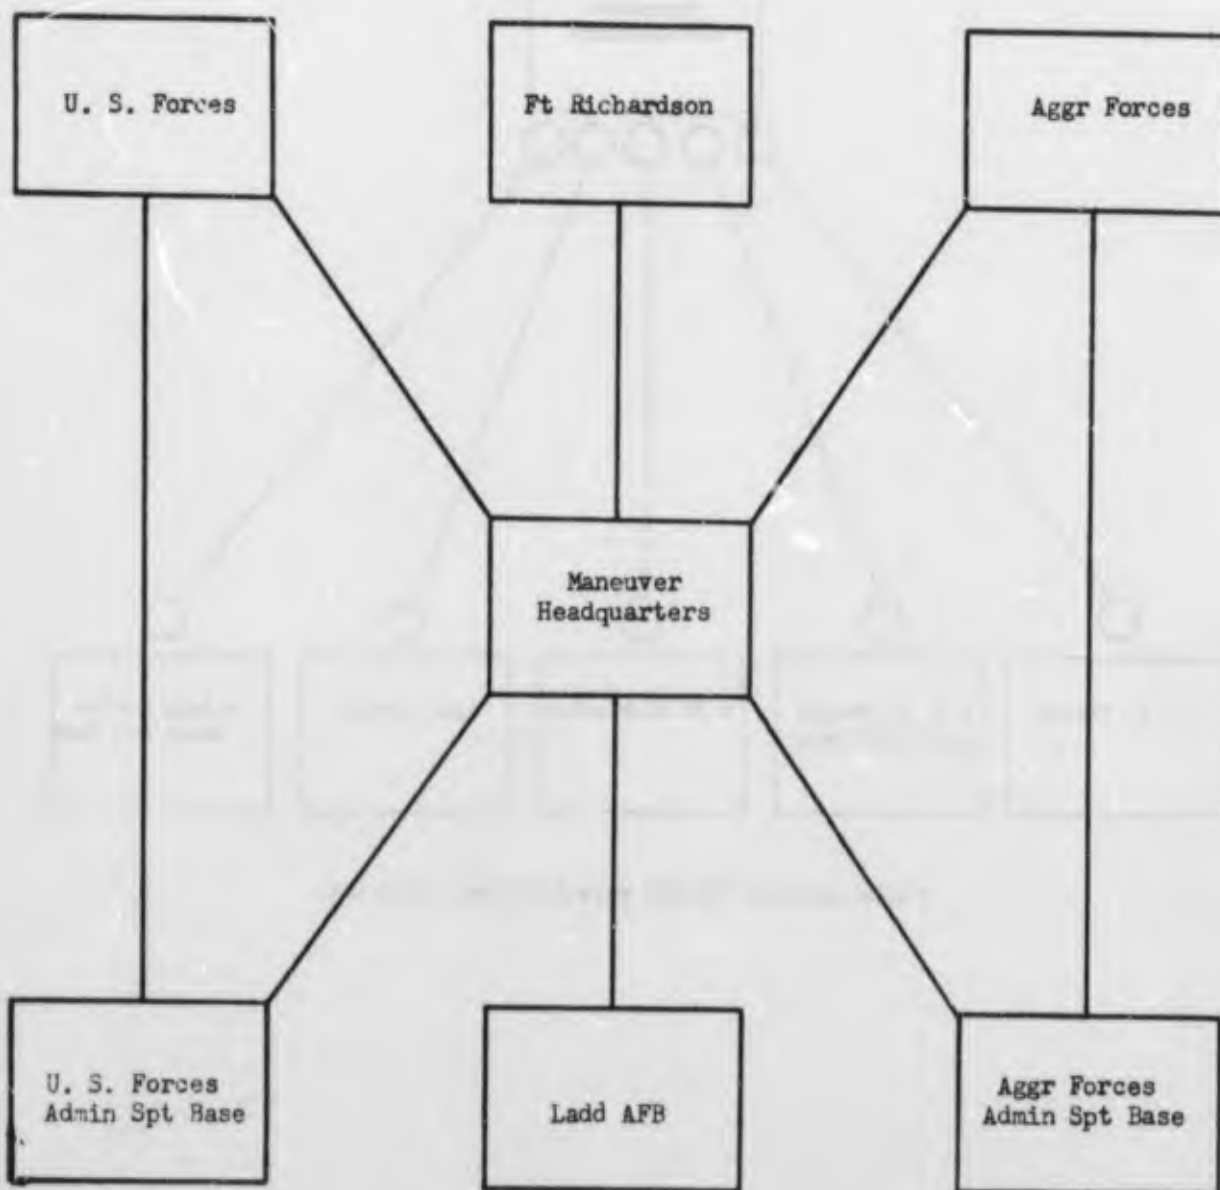 U. S. Forces
Ft Richardson
Aggr Forces
Maneuver
Headquarters
U. S. Forces
Admin Spt Base
Ladd AFB
Aggr Forces
Admin Spt Base